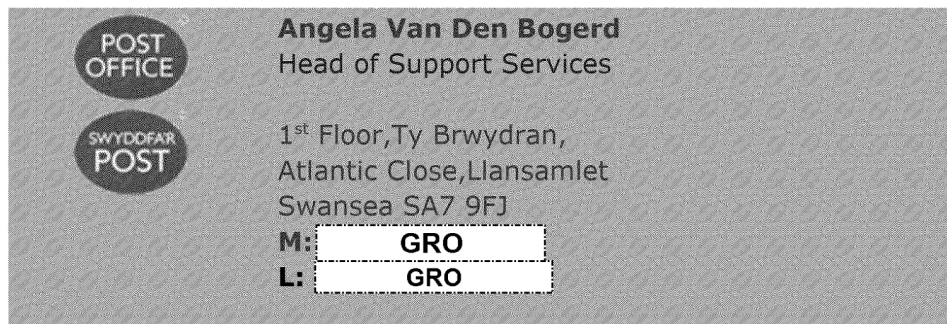 POST
OFFICE
SWYDDFA'R
POST
Angela Van Den Bogerd
Head of Support Services
1st Floor,Ty Brwydran,
Atlantic Close,Llansamlet
Swansea SA7 9FJ
M: GRO
L: GRO